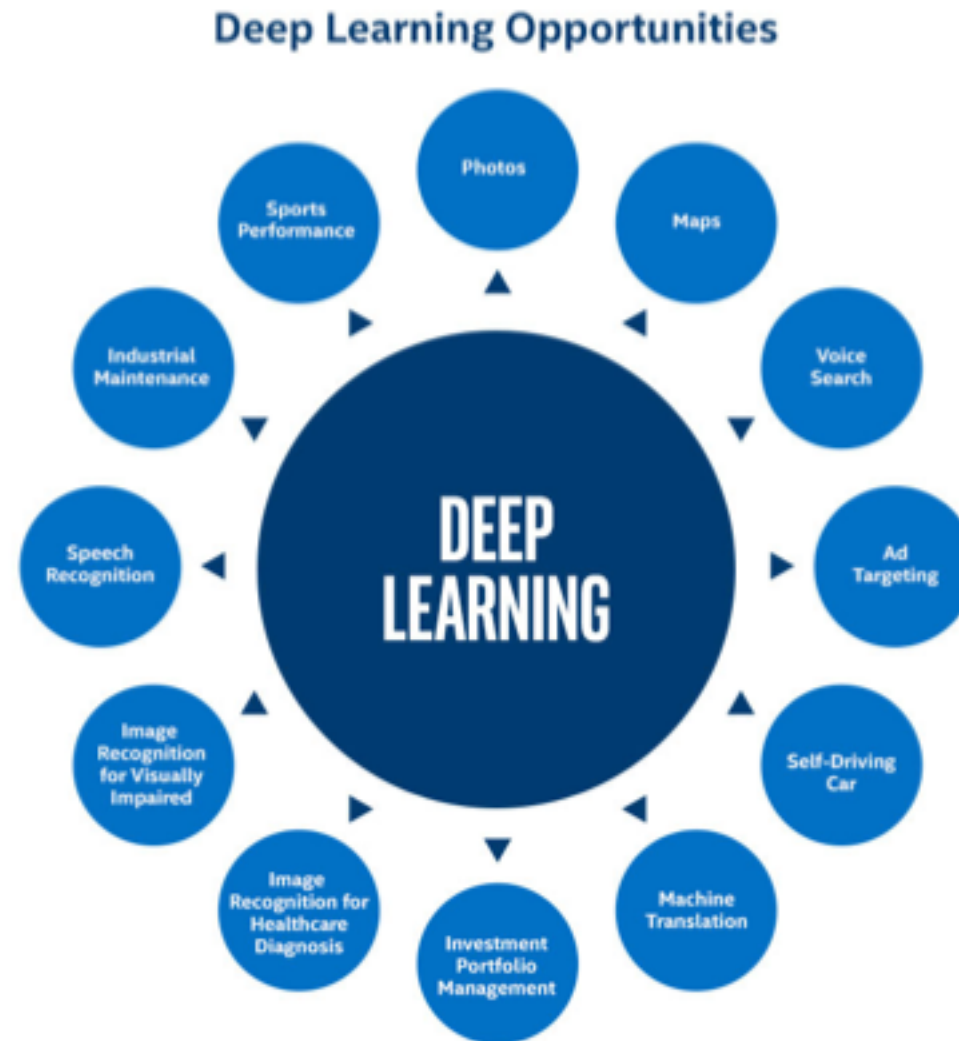 Deep Learning Opportunities
Photos
Maps
Voice
Search
Ad
Targeting
Self-Driving
Car
Machine
Translation
Investment
Portfolio
Management
Image
Recognition for
Healthcare
Diagnosis
Image
Recognition
for Visually
Impaired
Speech
Recognition
Industrial
Maintenance
Sports
Performance
DEEP
LEARNING